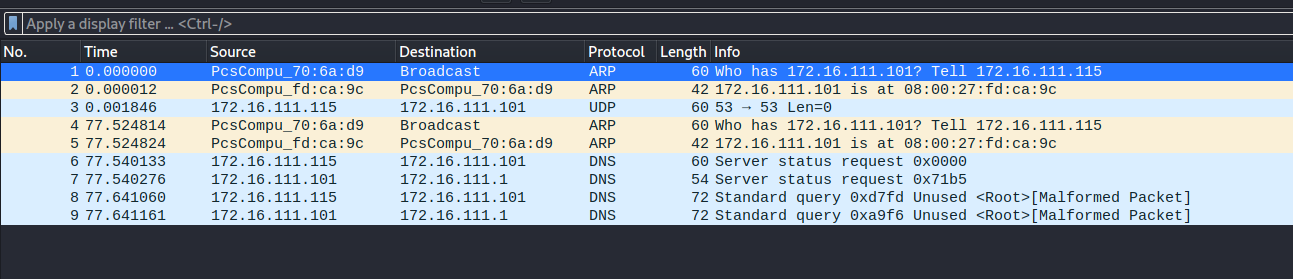 Apply a display filter ... <Ctrl-/>
No. Time Source Destination Protocol Length Info
1 0.000000 PcsCompu_70:6a:d9 Broadcast ARP 60 Who has 172.16.111.101? Tell 172.16.111.115
2 0.000012 PcsCompu_fd:ca:9c PcsCompu_70:6a:d9 ARP 42 172.16.111.101 is at 08:00:27:fd:ca:9c
3 0.001846 172.16.111.115 172.16.111.101 UDP 60 53 → 53 Len=0
4 77.524814 PcsCompu_70:6a:d9 Broadcast ARP 60 Who has 172.16.111.101? Tell 172.16.111.115
5 77.524824 PcsCompu_fd:ca:9c PcsCompu_70:6a:d9 ARP 42 172.16.111.101 is at 08:00:27:fd:ca:9c
6 77.540133 172.16.111.115 172.16.111.101 DNS 60 Server status request 0x0000
7 77.540276 172.16.111.101 172.16.111.1 DNS 54 Server status request 0x71b5
8 77.641060 172.16.111.115 172.16.111.101 DNS 72 Standard query 0xd7fd Unused <Root>[Malformed Packet]
9 77.641161 172.16.111.101 172.16.111.1 DNS 72 Standard query 0xa9f6 Unused <Root>[Malformed Packet]